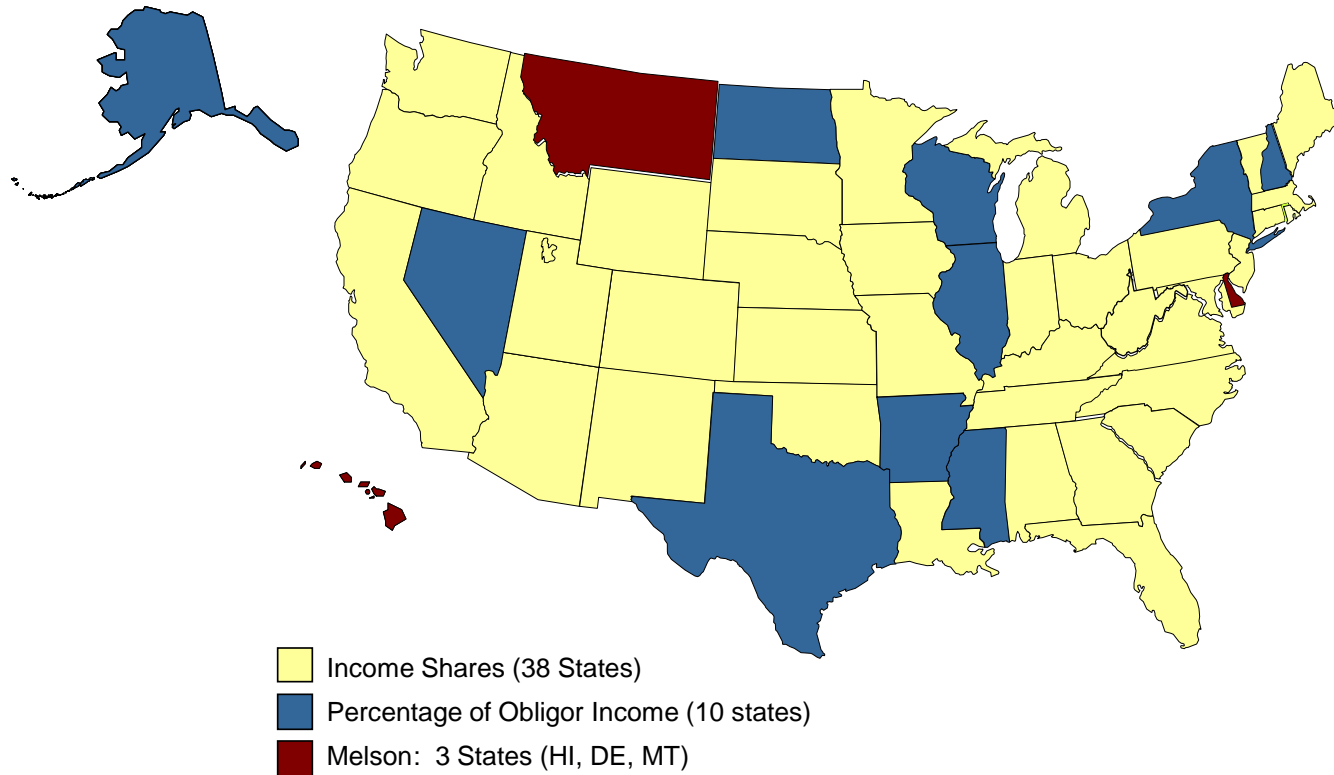 Income Shares (38 States)
Percentage of Obligor Income (10 states)
Melson:  3 States (HI, DE, MT)